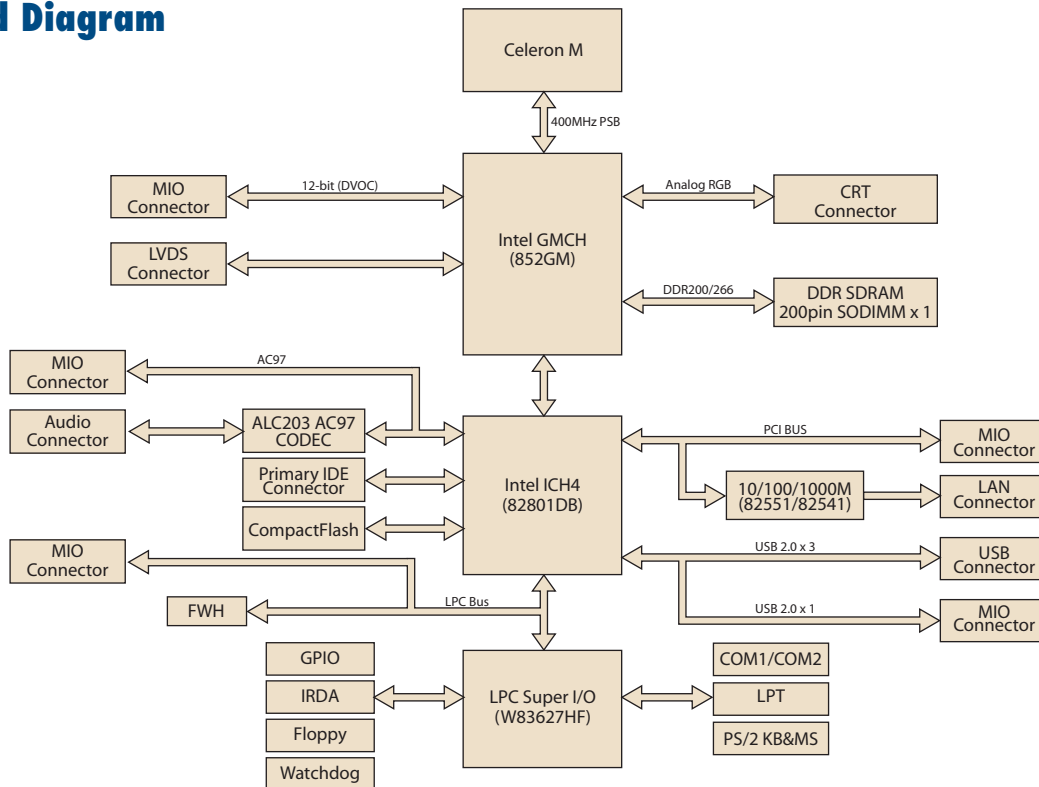 Diagram
Celeron M
400MHz PSB
MIO
Connector
12-bit (DVOC)
Analog RGB
CRT
Connector
Intel GMCH
(852GM)
LVDS
Connector
DDR200/266
DDR SDRAM
200pin SODIMM x 1
MIO
Connector
AC97
Audio
Connector
ALC203 AC97
CODEC
PCI BUS
MIO
Connector
Primary IDE
Connector
Intel ICH4
(82801DB)
10/100/1000M
(82551/82541)
LAN
Connector
CompactFlash
MIO
Connector
USB 2.0 x 3
USB
Connector
FWH
LPC Bus
USB 2.0 x 1
MIO
Connector
GPIO
IRDA
Floppy
Watchdog
LPC Super I/O
(W83627HF)
COM1/COM2
LPT
PS/2 KB&MS